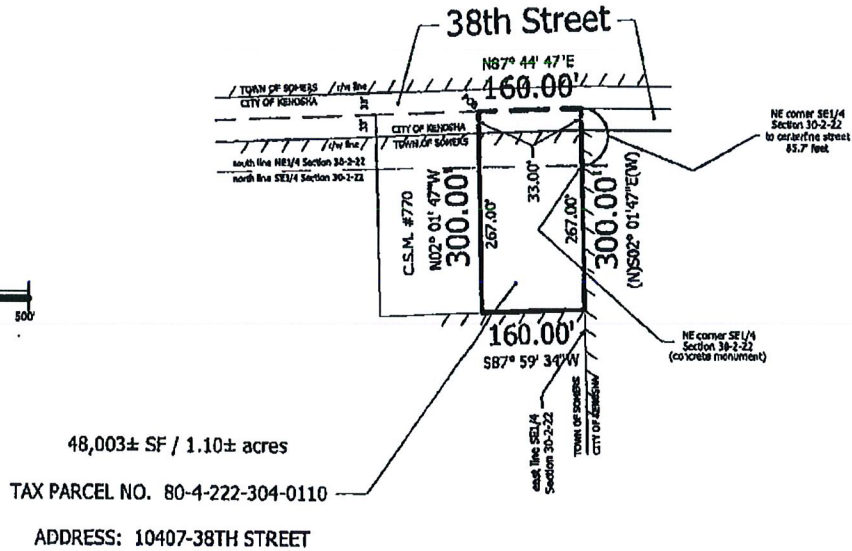 38th Street
N87° 44' 47"E
160.00'
TOWN OF SOMERS r/w line
CITY OF KENOSHA
33'
33'
POB
CITY OF KENOSHA
r/w line TOWN OF SOMERS
south line NE1/4 Section 30-2-22
north line SE1/4 Section 30-2-22
NE corner SE1/4
Section 30-2-22
to centerline street
85.7' feet
C.S.M. #770
N02° 01' 47"W
300.00'
267.00'
33.00'
267.00'
300.00'
(N)S02° 01'47"E(W)
500'
160.00'
S87° 59' 34"W
NE corner SE1/4
Section 30-2-22
(concrete monument)
east line SE1/4
Section 30-2-22
TOWN OF SOMERS
CITY OF KENOSHA
48,003± SF / 1.10± acres
TAX PARCEL NO. 80-4-222-304-0110
ADDRESS: 10407-38TH STREET